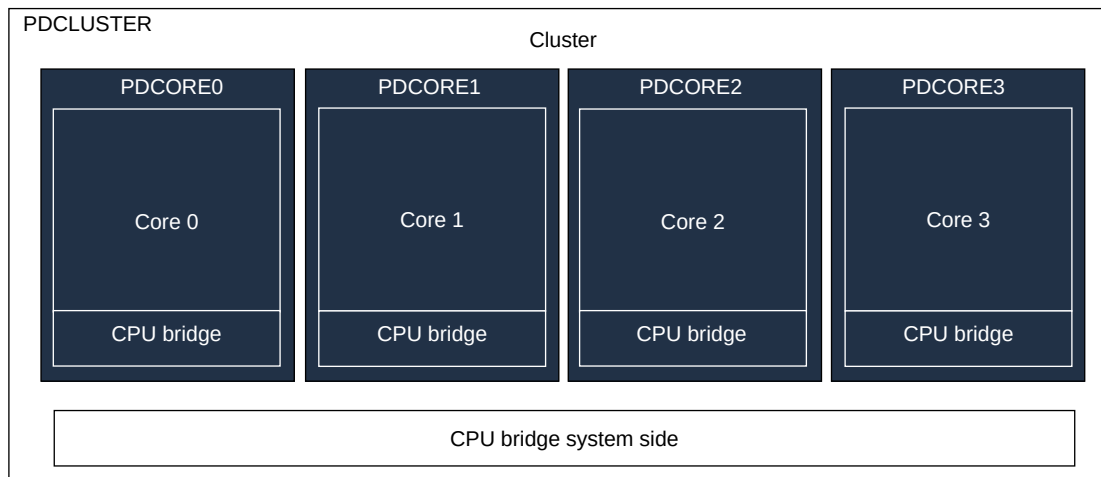 PDCLUSTER
Cluster
PDCORE0
PDCORE1
PDCORE2
PDCORE3
Core 0
Core 1
Core 2
Core 3
CPU bridge
CPU bridge
CPU bridge
CPU bridge
CPU bridge system side